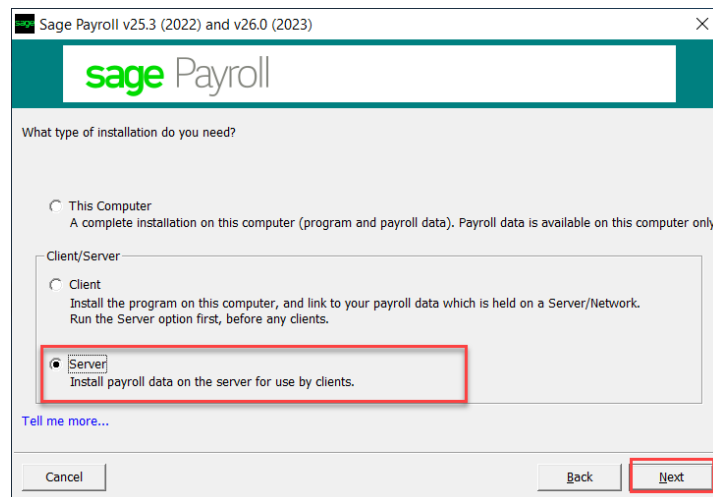 Sage Payroll v25.3 (2022) and v26.0 (2023)
sage Payroll
What type of installation do you need?
This Computer
A complete installation on this computer (program and payroll data). Payroll data is available on this computer only
Client/Server
Client
Install the program on this computer, and link to your payroll data which is held on a Server/Network.
Run the Server option first, before any clients.
Server
Install payroll data on the server for use by clients.
Tell me more...
Cancel Back Next